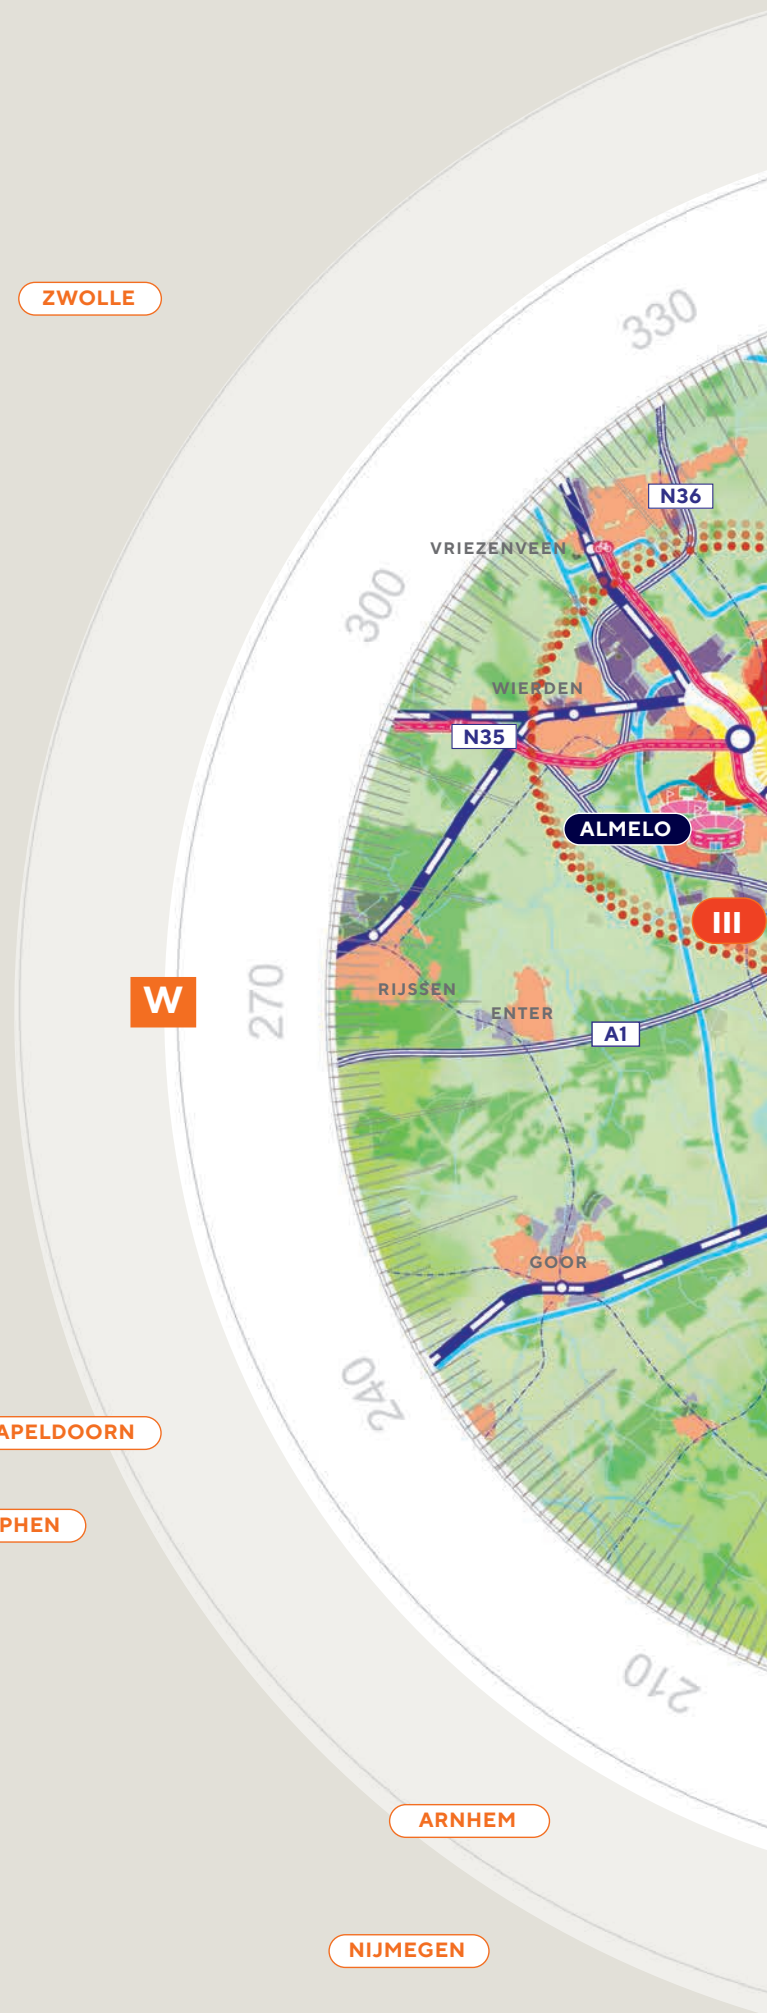 ZWOLLE
330
N36
VRIEZENVEEN
300
WIERDEN
N35
ALMELO
III
W
270
RIJSSEN
ENTER
A1
GOOR
240
APELDOORN
PHEN
210
ARNHEM
NIJMEGEN